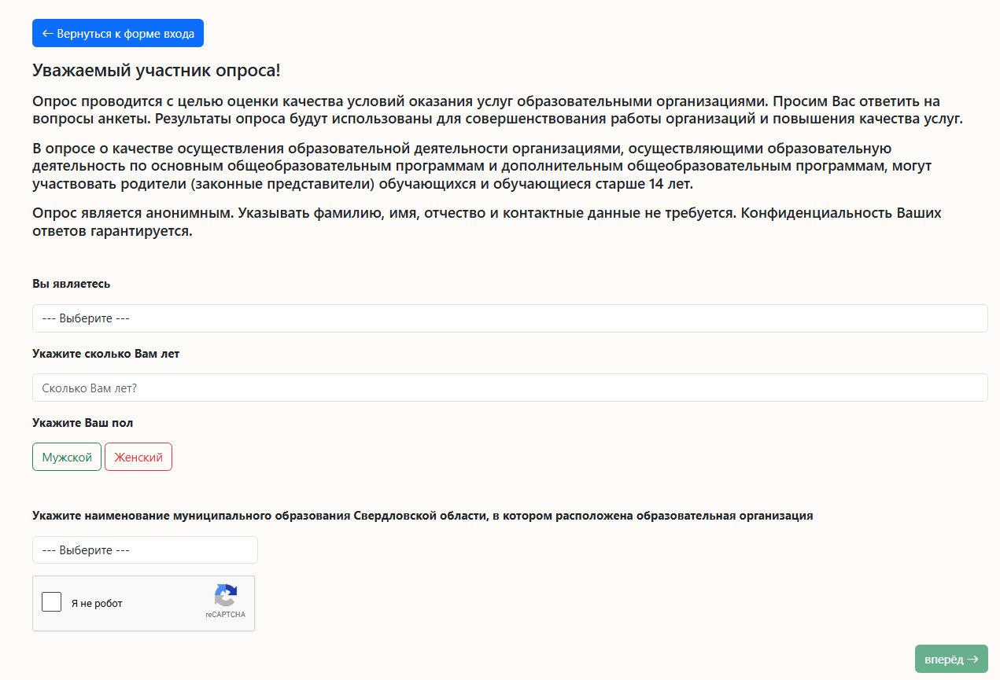 ← Вернуться к форме входа
Уважаемый участник опроса!
Опрос проводится с целью оценки качества условий оказания услуг образовательными организациями. Просим Вас ответить на
вопросы анкеты. Результаты опроса будут использованы для совершенствования работы организаций и повышения качества услуг.
В опросе о качестве осуществления образовательной деятельности организациями, осуществляющими образовательную
деятельность по основным общеобразовательным программам и дополнительным общеобразовательным программам, могут
участвовать родители (законные представители) обучающихся и обучающиеся старше 14 лет.
Опрос является анонимным. Указывать фамилию, имя, отчество и контактные данные не требуется. Конфиденциальность Ваших
ответов гарантируется.
Вы являетесь
--- Выберите ---
Укажите сколько Вам лет
Сколько Вам лет?
Укажите Ваш пол
Мужской Женский
Укажите наименование муниципального образования Свердловской области, в котором расположена образовательная организация
--- Выберите ---
Я не робот
reCAPTCHA
вперёд →